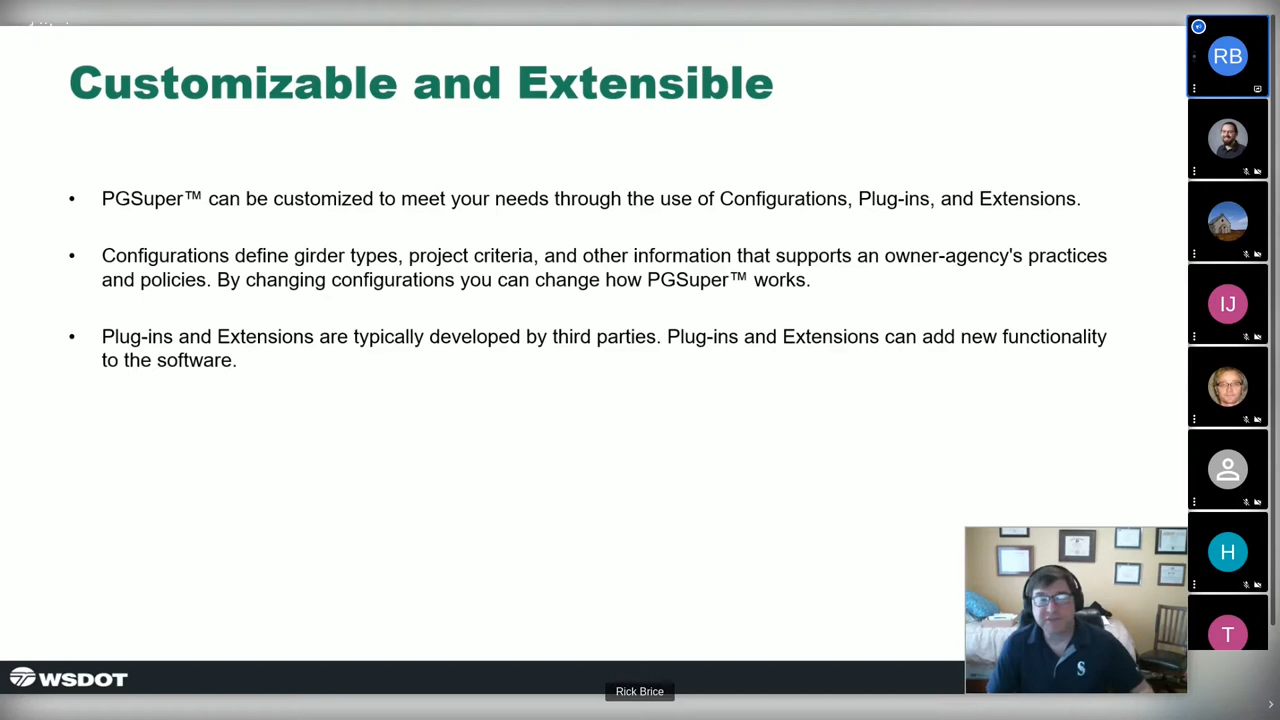 Customizable and Extensible
• PGSuper™ can be customized to meet your needs through the use of Configurations, Plug-ins, and Extensions.
• Configurations define girder types, project criteria, and other information that supports an owner-agency's practices
and policies. By changing configurations you can change how PGSuper™ works.
• Plug-ins and Extensions are typically developed by third parties. Plug-ins and Extensions can add new functionality
to the software.
WSDOT
Rick Brice
S
RB
IJ
H
T